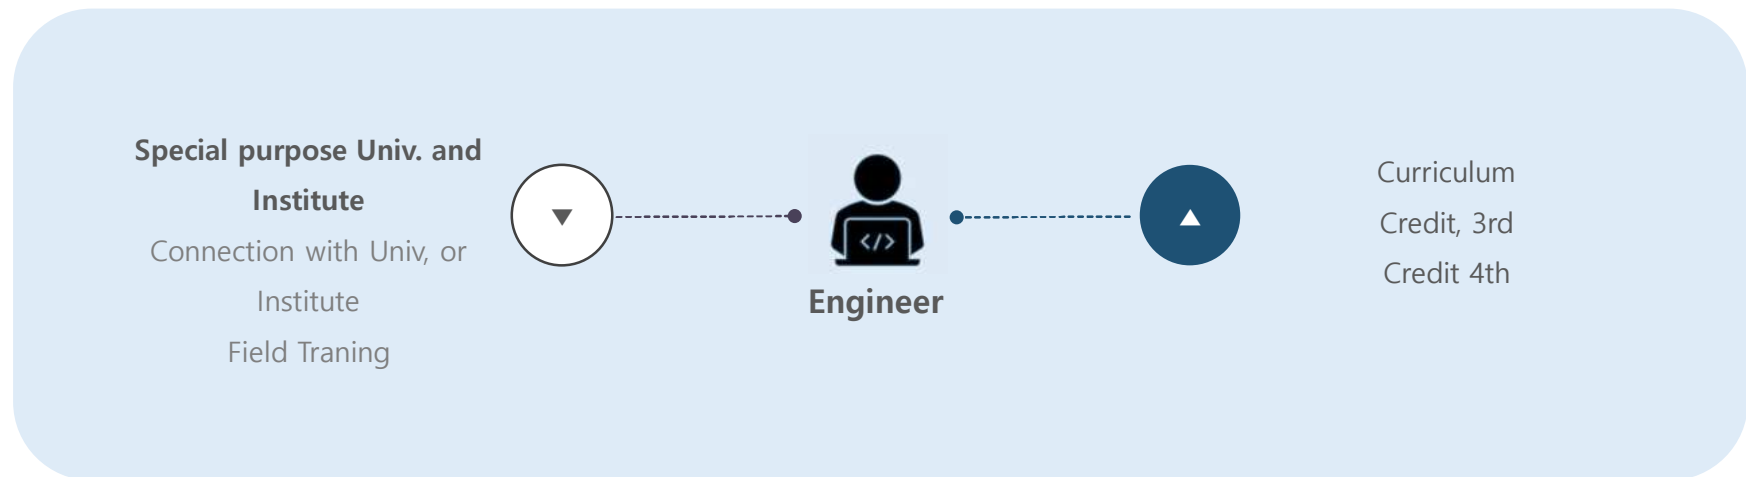 Special purpose Univ. and
Institute
Connection with Univ, or
Institute
Field Traning
</>
Engineer
Curriculum
Credit, 3rd
Credit 4th